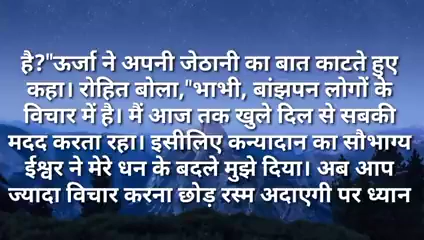 है?"ऊर्जा ने अपनी जेठानी का बात काटते हुए
कहा। रोहित बोला,"भाभी, बांझपन लोगों के
विचार में है। मैं आज तक खुले दिल से सबकी
मदद करता रहा। इसीलिए कन्यादान का सौभाग्य
ईश्वर ने मेरे धन के बदले मुझे दिया। अब आप
ज्यादा विचार करना छोड़ रस्म अदाएगी पर ध्यान